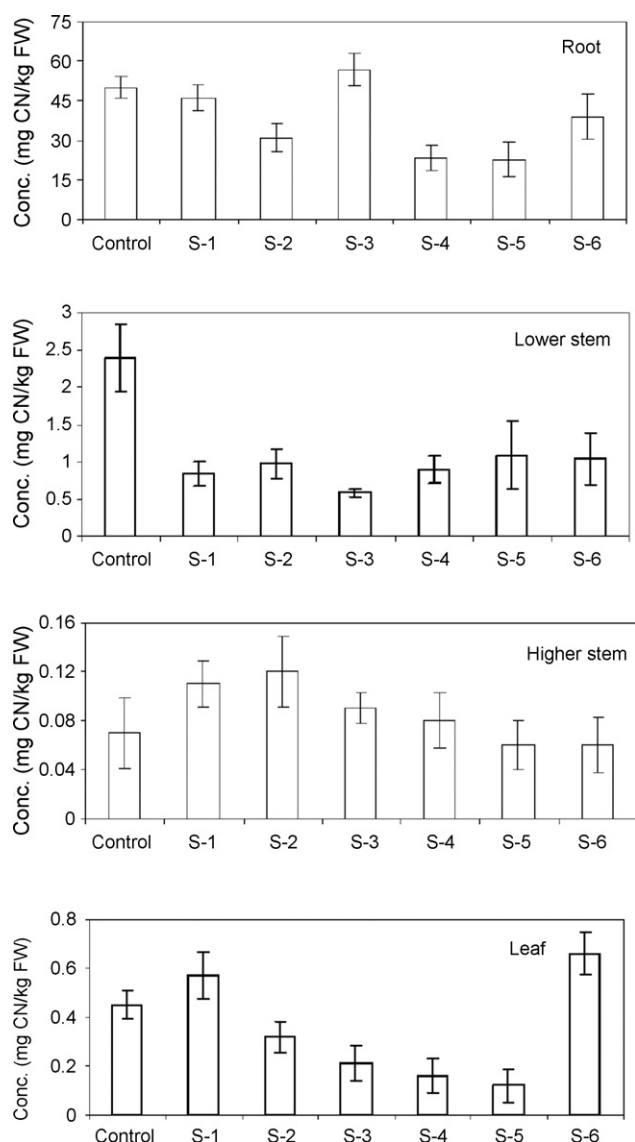 Conc. (mg CN/kg FW)
75
60
45
30
15
0
Root
Control S-1 S-2 S-3 S-4 S-5 S-6
Conc. (mg CN/kg FW)
3
2.5
2
1.5
1
0.5
0
Lower stem
Control S-1 S-2 S-3 S-4 S-5 S-6
Conc. (mg CN/kg FW)
0.16
0.12
0.08
0.04
0
Higher stem
Control S-1 S-2 S-3 S-4 S-5 S-6
Conc. (mg CN/kg FW)
0.8
0.6
0.4
0.2
0
Leaf
Control S-1 S-2 S-3 S-4 S-5 S-6